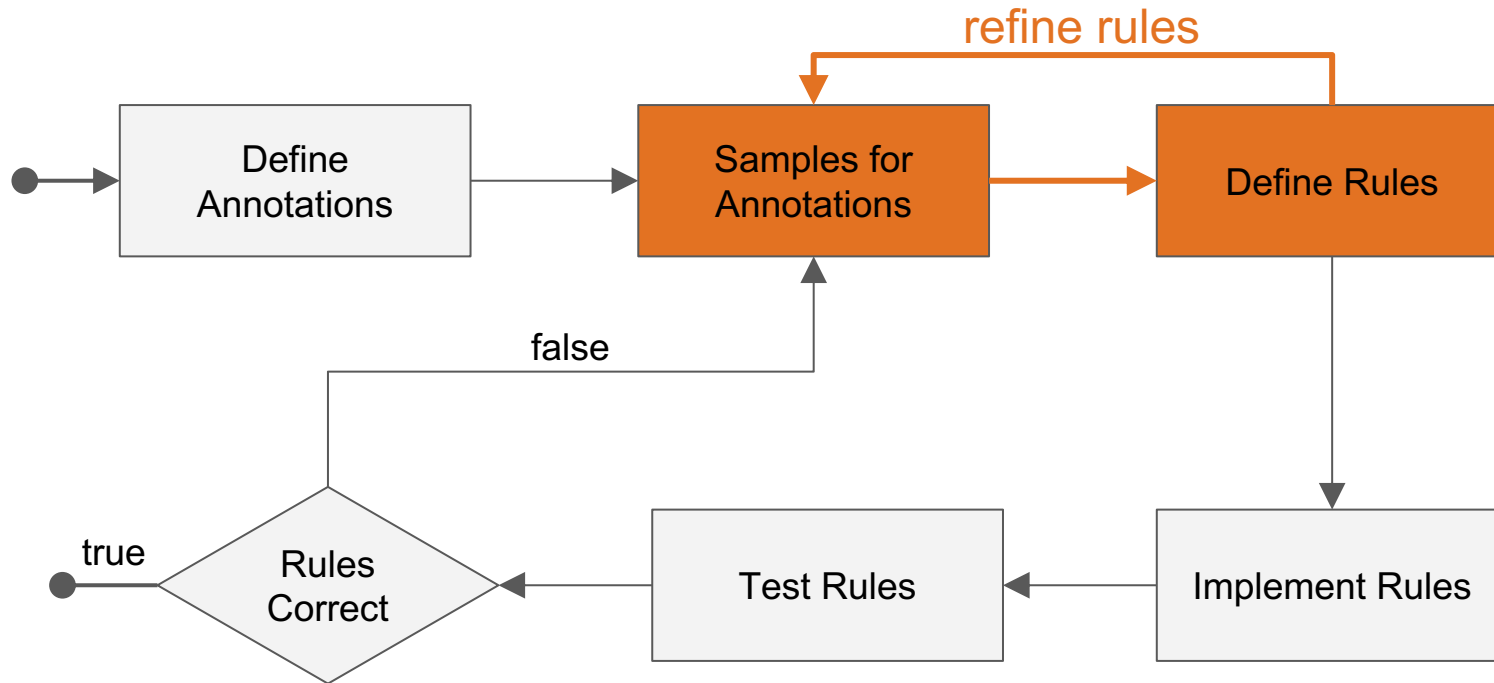 refine rules
Define
Annotations
Samples for
Annotations
Define Rules
false
true
Rules
Correct
Test Rules
Implement Rules